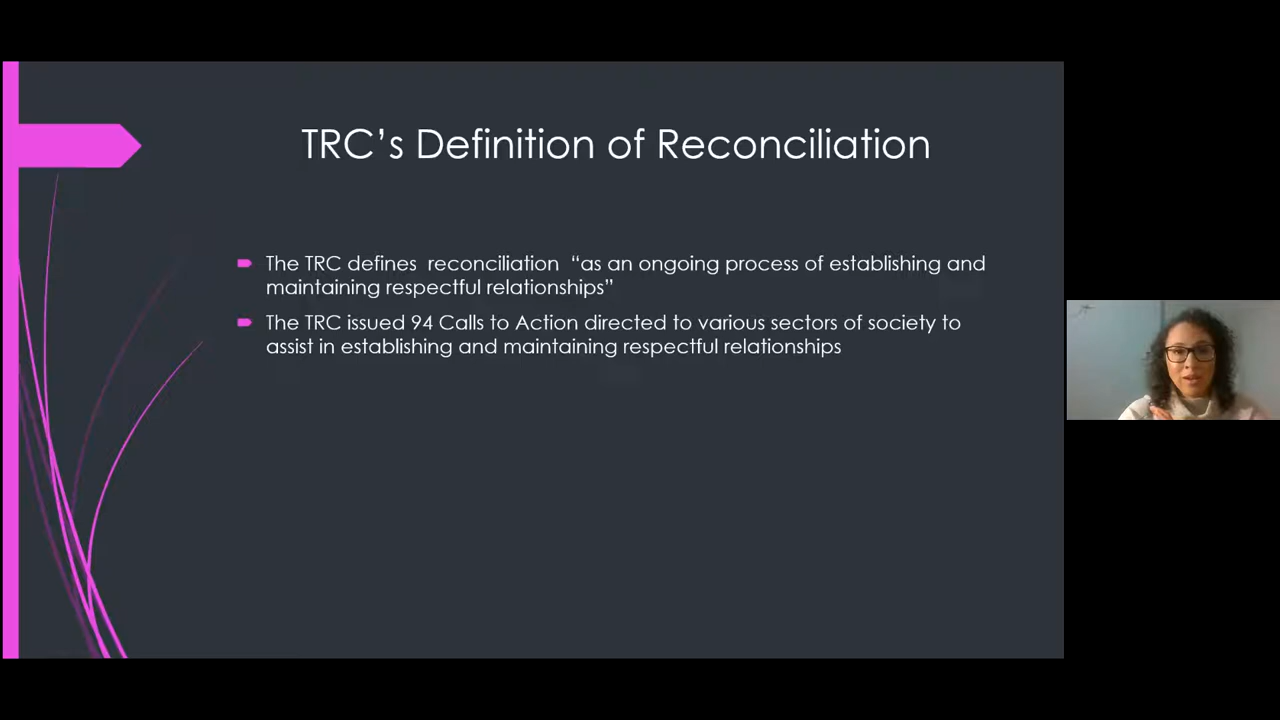 TRC’s Definition of Reconciliation
The TRC defines  reconciliation  “as an ongoing process of establishing and
maintaining respectful relationships”
The TRC issued 94 Calls to Action directed to various sectors of society to
assist in establishing and maintaining respectful relationships